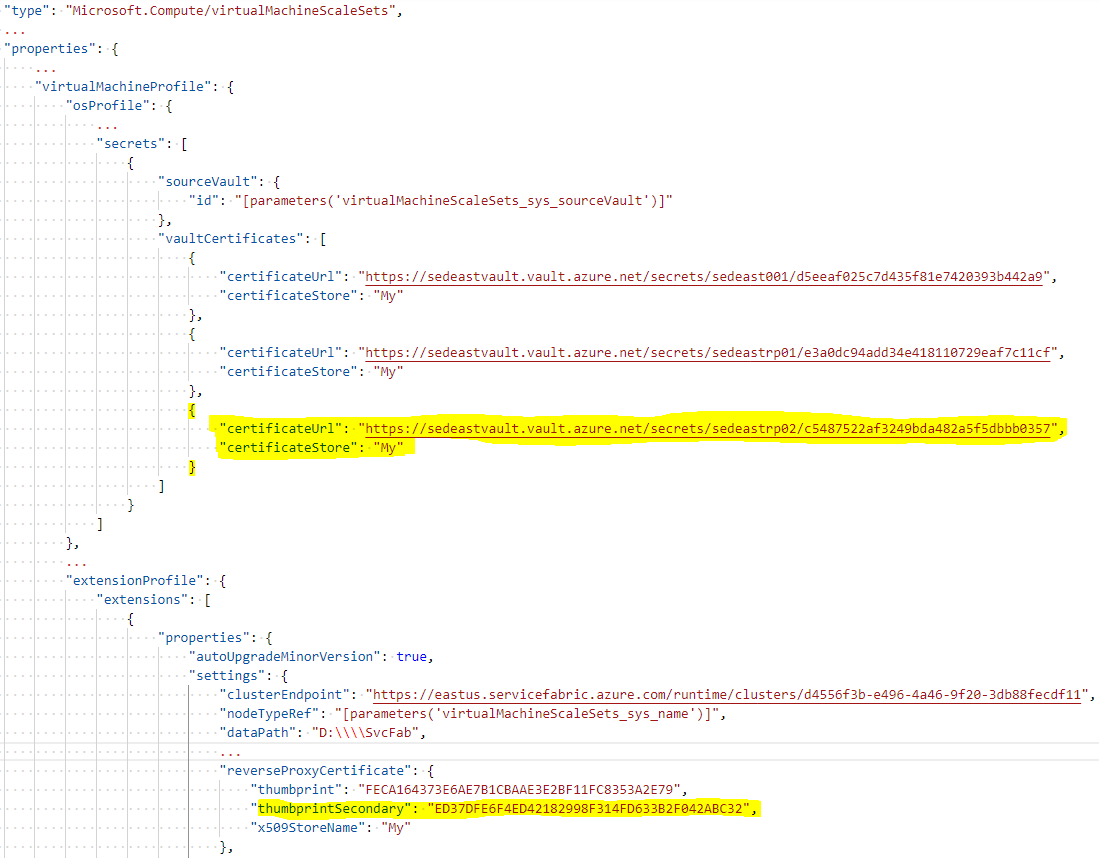 "type": "Microsoft.Compute/virtualMachineScaleSets",
...
"properties": {
...
"virtualMachineProfile": {
"osProfile": {
...
"secrets": [
{
"sourceVault": {
"id": "[parameters('virtualMachineScaleSets_sys_sourceVault')]"
},
"vaultCertificates": [
{
"certificateUrl": "https://sedeastvault.vault.azure.net/secrets/sedeast001/d5eeaf025c7d435f81e7420393b442a9",
"certificateStore": "My"
},
{
"certificateUrl": "https://sedeastvault.vault.azure.net/secrets/sedeastrp01/e3a0dc94add34e418110729eaf7c11cf",
"certificateStore": "My"
},
{
"certificateUrl": "https://sedeastvault.vault.azure.net/secrets/sedeastrp02/c5487522af3249bda482a5f5dbbb0357",
"certificateStore": "My"
}
]
}
]
},
...
"extensionProfile": {
"extensions": [
{
"properties": {
"autoUpgradeMinorVersion": true,
"settings": {
"clusterEndpoint": "https://eastus.servicefabric.azure.com/runtime/clusters/d4556f3b-e496-4a46-9f20-3db88fecdf11",
"nodeTypeRef": "[parameters('virtualMachineScaleSets_sys_name')]",
"dataPath": "D:\\\\SvcFab",
...
"reverseProxyCertificate": {
"thumbprint": "FECA164373E6AE7B1CBAAE3E2BF11FC8353A2E79",
"thumbprintSecondary": "ED37DFE6F4ED42182998F314FD633B2F042ABC32",
"x509StoreName": "My"
},